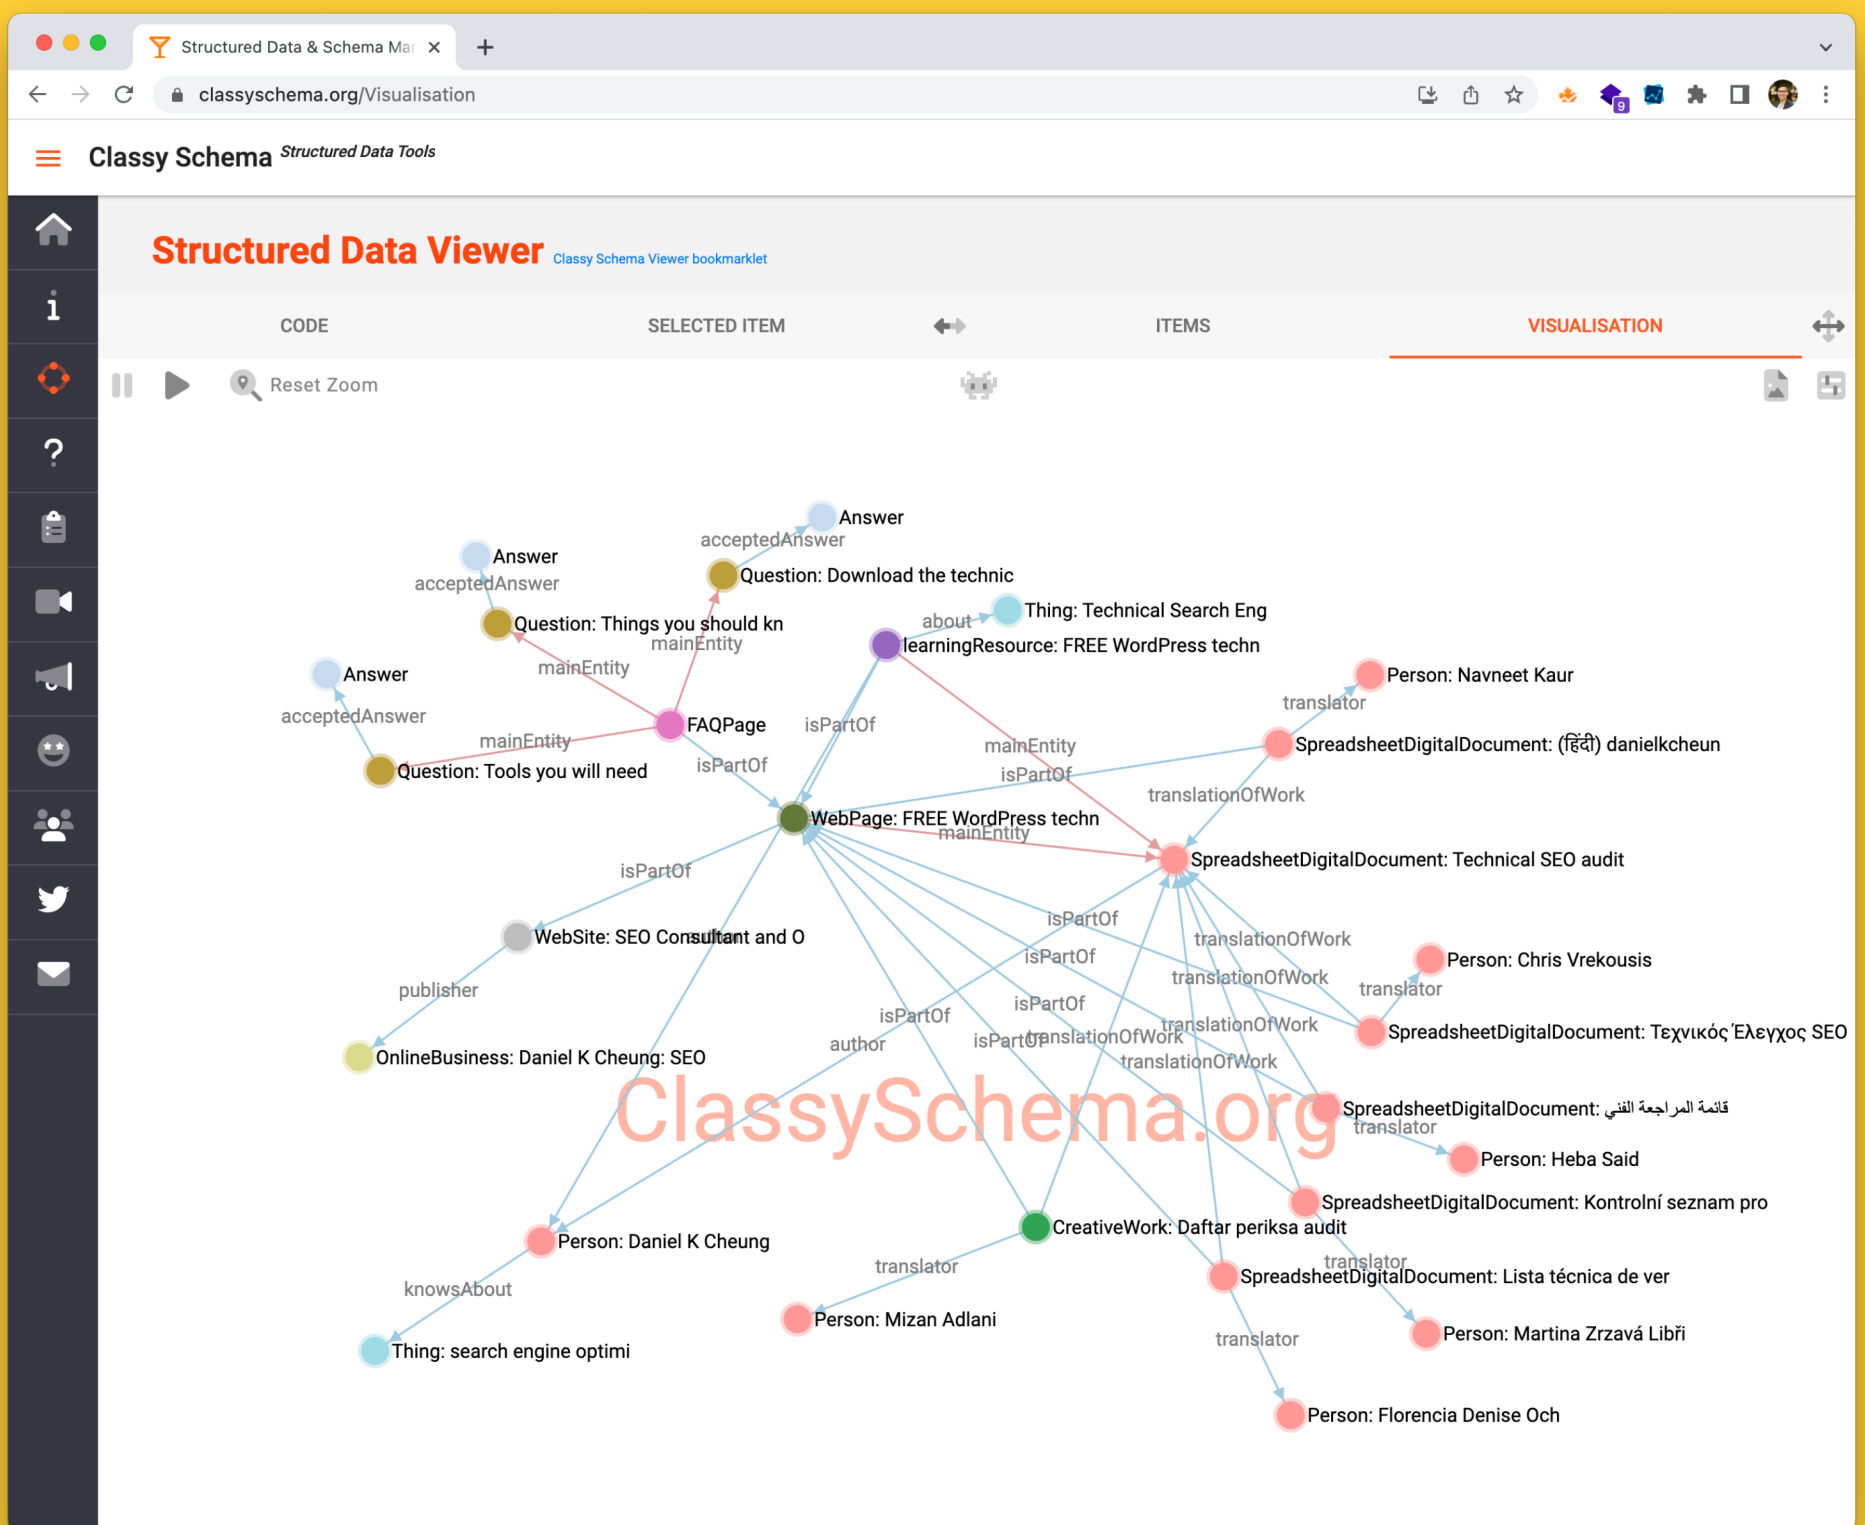 Structured Data & Schema Mar
classyschema.org/Visualisation
9
Classy Schema Structured Data Tools
Structured Data Viewer Classy Schema Viewer bookmarklet
CODE
SELECTED ITEM
ITEMS
VISUALISATION
Reset Zoom
Answer
acceptedAnswer
Answer
acceptedAnswer
Question: Download the technic
Thing: Technical Search Eng
about
Question: Things you should kn
mainEntity
learningResource: FREE WordPress techn
mainEntity
Answer
Person: Navneet Kaur
translator
acceptedAnswer
FAQPage
isPartOf
mainEntity
mainEntity
SpreadsheetDigitalDocument: (हिंदी) danielkcheun
isPartOf
Question: Tools you will need
isPartOf
translationOfWork
WebPage: FREE WordPress techn
mainEntity
SpreadsheetDigitalDocument: Technical SEO audit
isPartOf
isPartOf
WebSite: SEO Consultant and O
author
translationOfWork
isPartOf
Person: Chris Vrekousis
translationOfWork
publisher
translator
isPartOf
isPartOf
translationOfWork
SpreadsheetDigitalDocument: Τεχνικός Έλεγχος SEO
author
isPartOf
translationOfWork
OnlineBusiness: Daniel K Cheung: SEO
translationOfWork
ClassySchema.org
SpreadsheetDigitalDocument: قائمة المراجعة الفني
translator
Person: Heba Said
SpreadsheetDigitalDocument: Kontrolní seznam pro
CreativeWork: Daftar periksa audit
Person: Daniel K Cheung
translator
translator
SpreadsheetDigitalDocument: Lista técnica de ver
knowsAbout
Person: Mizan Adlani
Person: Martina Zrzavá Libři
translator
Thing: search engine optimi
Person: Florencia Denise Och